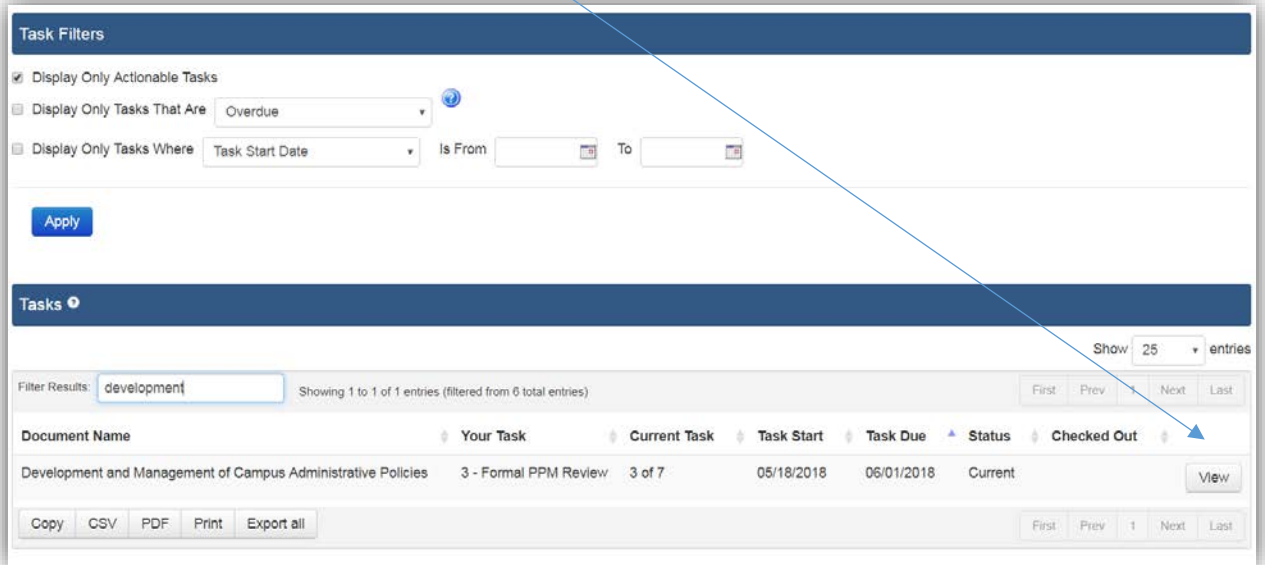 Task Filters
Display Only Actionable Tasks
Display Only Tasks That Are Overdue
Display Only Tasks Where Task Start Date Is From To
Apply
Tasks
Show 25 entries
Filter Results: development Showing 1 to 1 of 1 entries (filtered from 6 total entries) First Prev 1 Next Last
Document Name Your Task Current Task Task Start Task Due Status Checked Out
Development and Management of Campus Administrative Policies 3 - Formal PPM Review 3 of 7 05/18/2018 06/01/2018 Current View
Copy CSV PDF Print Export all First Prev 1 Next Last